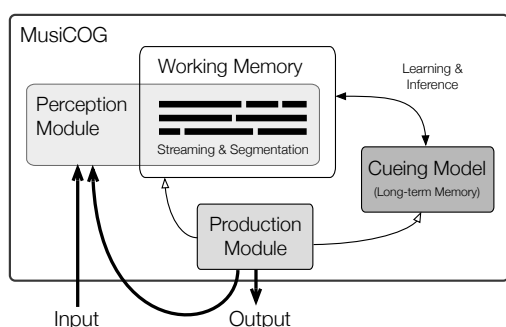 MusiCOG
Working Memory
Learning &
Inference
Perception
Module
Streaming & Segmentation
Cueing Model
(Long-term Memory)
Production
Module
Input
Output